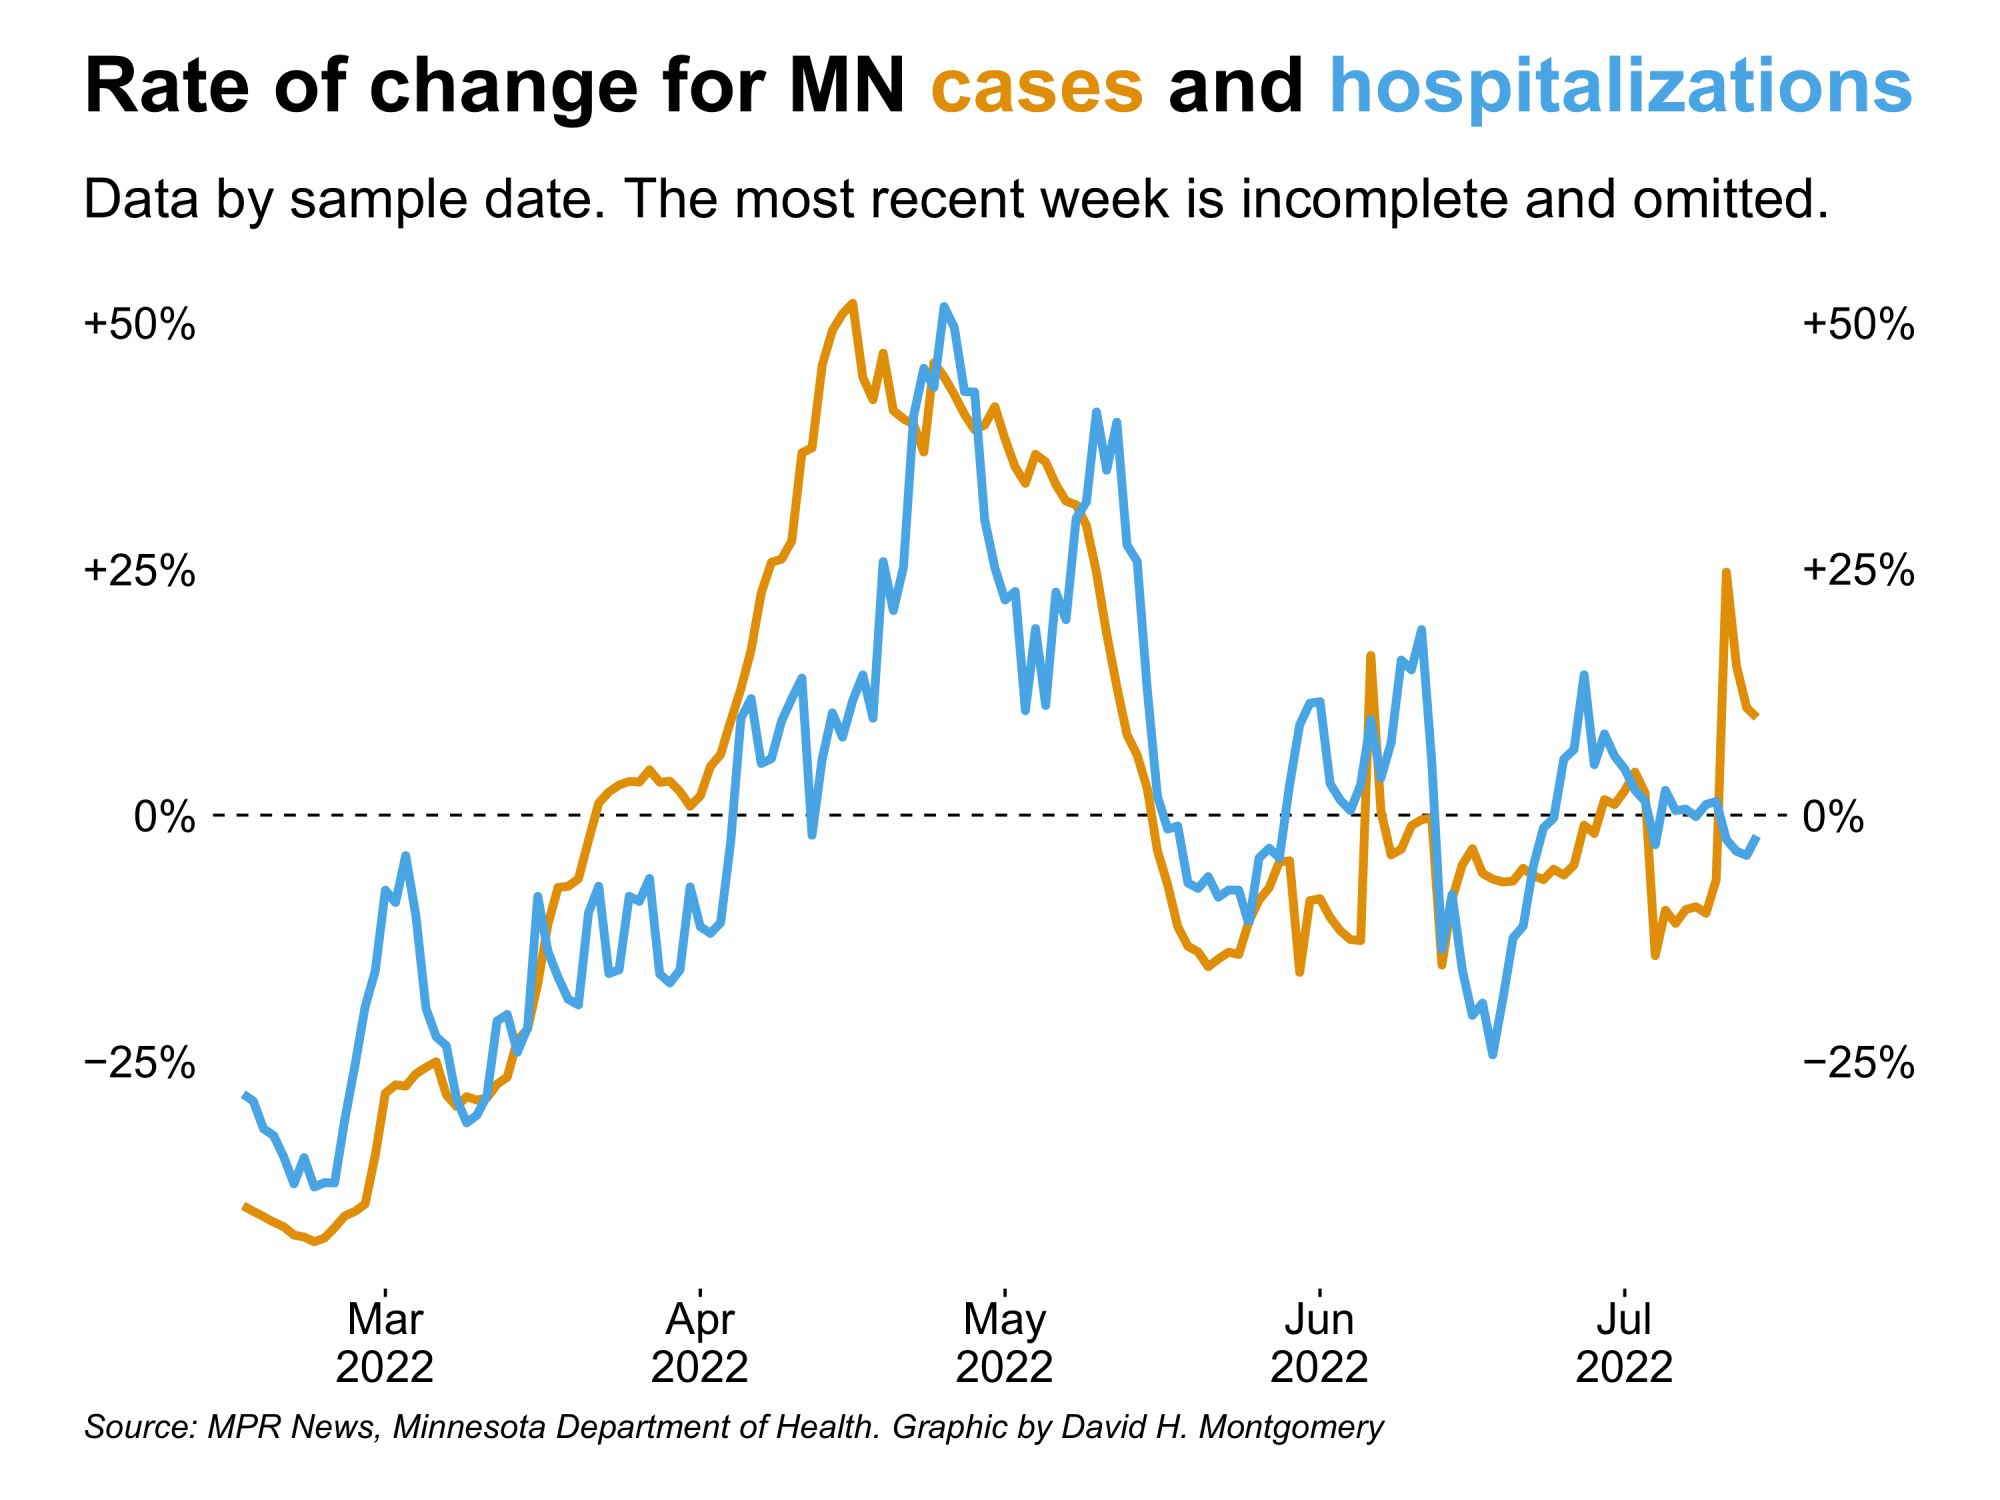 Rate of change for MN cases and hospitalizations
Data by sample date. The most recent week is incomplete and omitted.
+50%
+50%
+25%
+25%
0%
0%
−25%
−25%
Mar
2022
Apr
2022
May
2022
Jun
2022
Jul
2022
Source: MPR News, Minnesota Department of Health. Graphic by David H. Montgomery